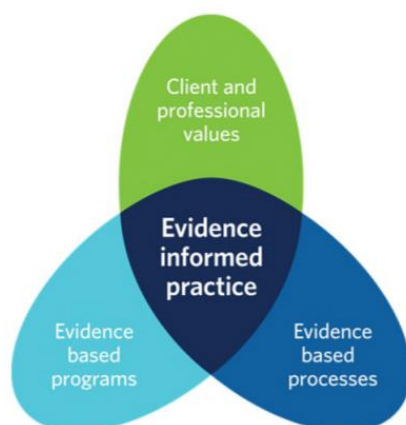 Client and
professional
values
Evidence
informed
practice
Evidence
based
programs
Evidence
based
processes